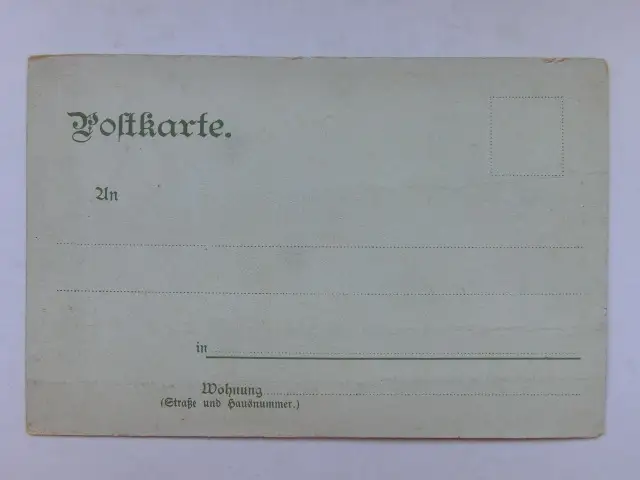 Poſtkarte.
An
in
Wohnung
(Straße und Hausnummer.)